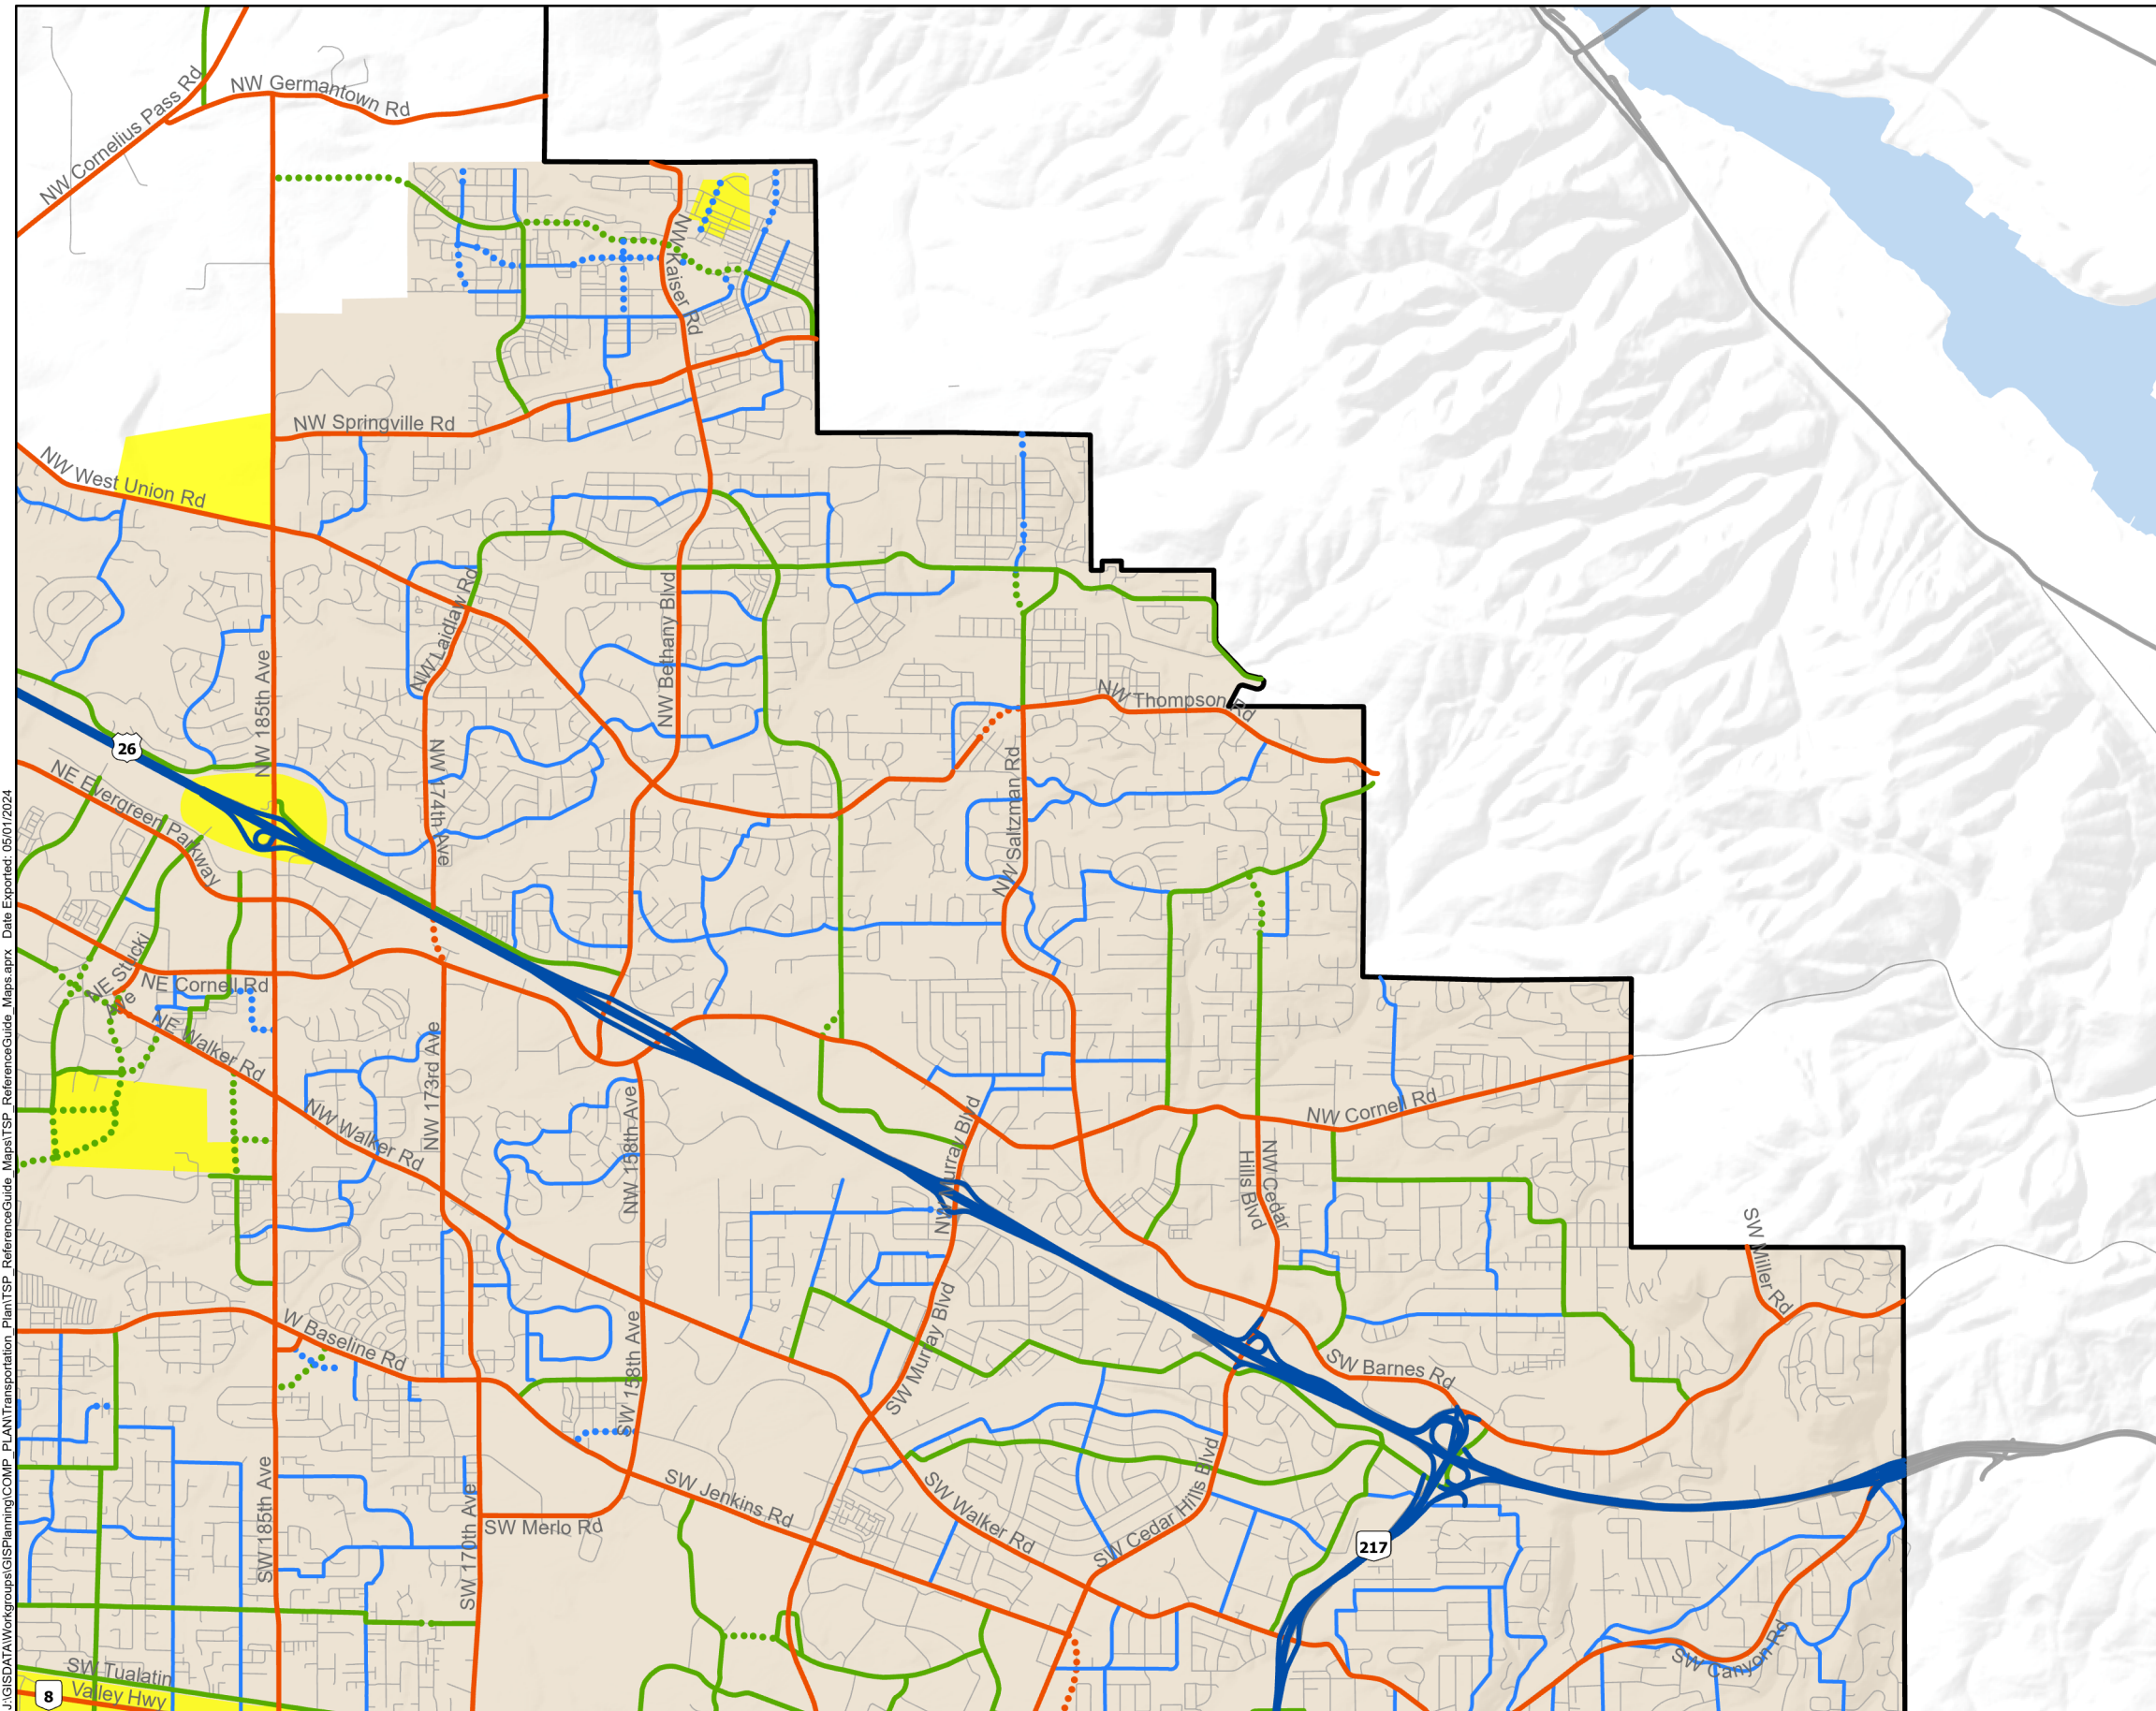 NW Cornelius Pass Rd
NW Germantown Rd
NW Kaiser Rd
NW Springville Rd
NW West Union Rd
NW Laidlaw Rd
NW Bethany Blvd
NW 185th Ave
NW Thompson Rd
26
NW 174th Ave
NW Saltzman Rd
NE Evergreen Parkway
NE Stucki
Ave
NE Cornell Rd
NE Walker Rd
NW 173rd Ave
NW Walker Rd
NW 158th Ave
NW Murray Blvd
NW Cornell Rd
NW Cedar
Hills Blvd
SW Miller Rd
W Baseline Rd
SW 158th Ave
SW Murray Blvd
SW Barnes Rd
SW 185th Ave
SW 170th Ave
SW Merlo Rd
SW Jenkins Rd
SW Walker Rd
SW Cedar Hills Blvd
217
SW Canyon Rd
SW Tualatin
Valley Hwy
8
J:\GISDATA\Workgroups\GISPlanning\COMP_PLAN\Transportation_Plan\TSP_ReferenceGuide_Maps\TSP_ReferenceGuide_Maps.aprx Date Exported: 05/01/2024